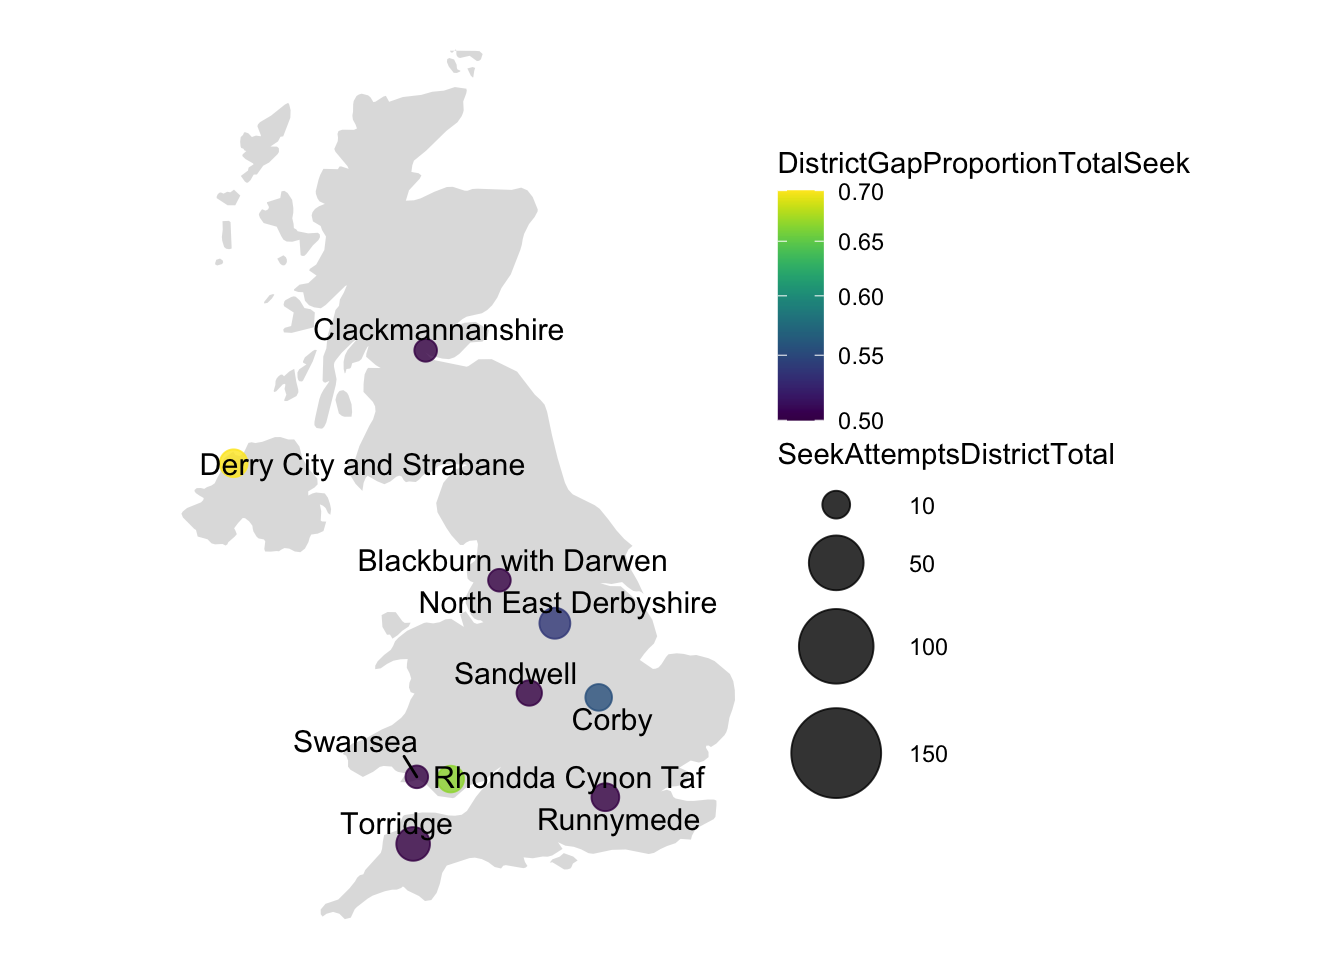 Clackmannanshire
Derry City and Strabane
Blackburn with Darwen
North East Derbyshire
Sandwell
Corby
Swansea
Rhondda Cynon Taf
Runnymede
Torridge
DistrictGapProportionTotalSeek
0.70
0.65
0.60
0.55
0.50
SeekAttemptsDistrictTotal
10
50
100
150